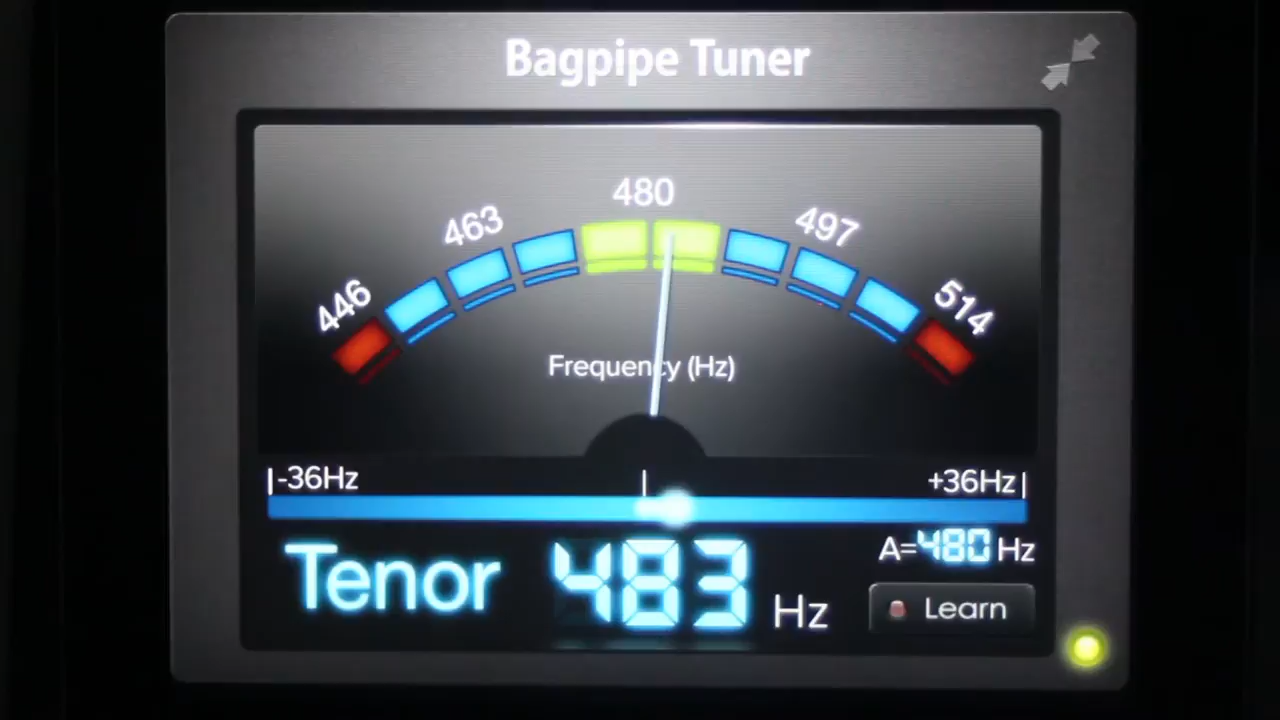 Bagpipe Tuner
480
463
497
446
514
Frequency (Hz)
-36Hz
+36Hz
A=480 Hz
Tenor 483 Hz
Learn